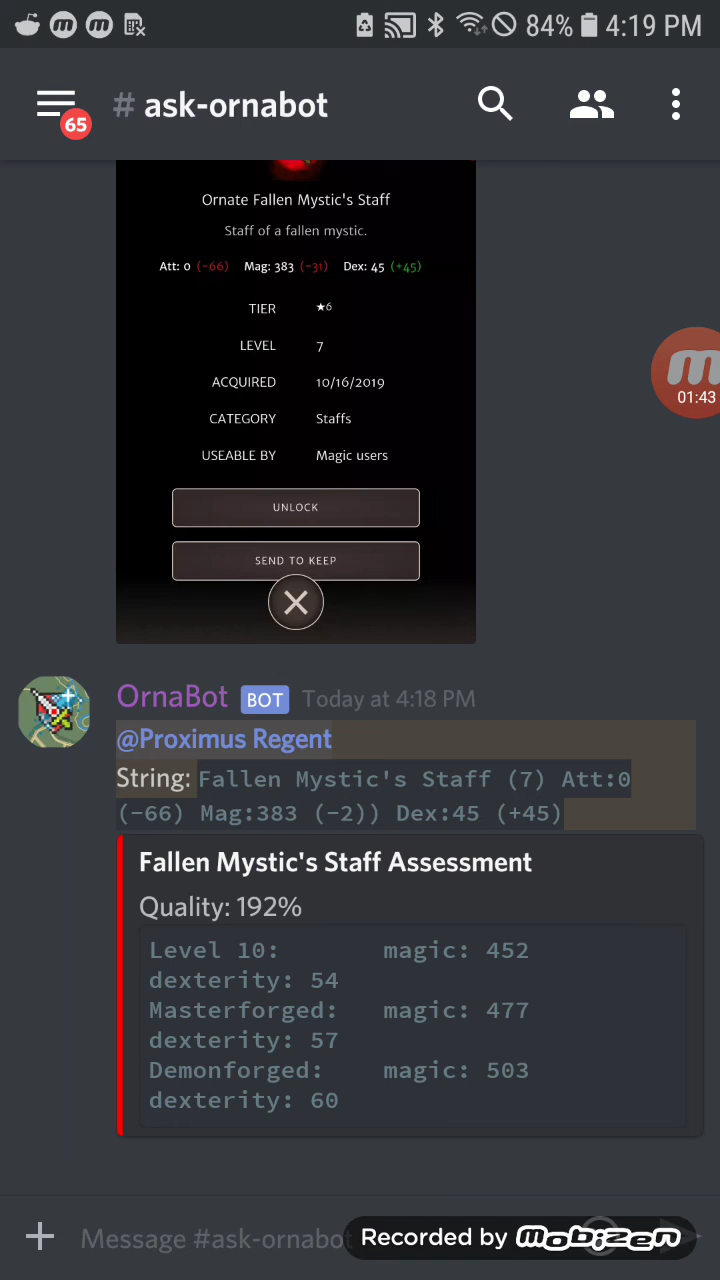 84% 4:19 PM
65
# ask-ornabot
Ornate Fallen Mystic's Staff
Staff of a fallen mystic.
Att: 0 (-66) Mag: 383 (-31) Dex: 45 (+45)
TIER ★6
LEVEL 7
ACQUIRED 10/16/2019
CATEGORY Staffs
USEABLE BY Magic users
UNLOCK
SEND TO KEEP
01:43
OrnaBot BOT Today at 4:18 PM
@Proximus Regent
String: Fallen Mystic's Staff (7) Att:0
(-66) Mag:383 (-2)) Dex:45 (+45)
Fallen Mystic's Staff Assessment
Quality: 192%
Level 10: magic: 452
dexterity: 54
Masterforged: magic: 477
dexterity: 57
Demonforged: magic: 503
dexterity: 60
Message #ask-ornabot
Recorded by mobizen